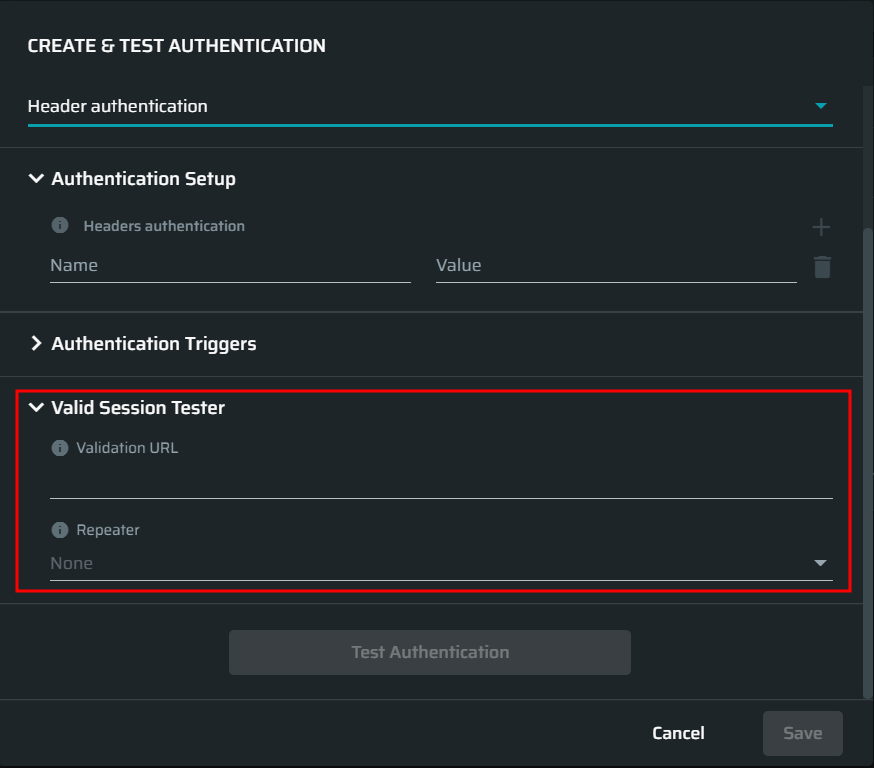 CREATE & TEST AUTHENTICATION
Header authentication
Authentication Setup
Headers authentication
Name Value
Authentication Triggers
Valid Session Tester
Validation URL
Repeater
None
Test Authentication
Cancel Save